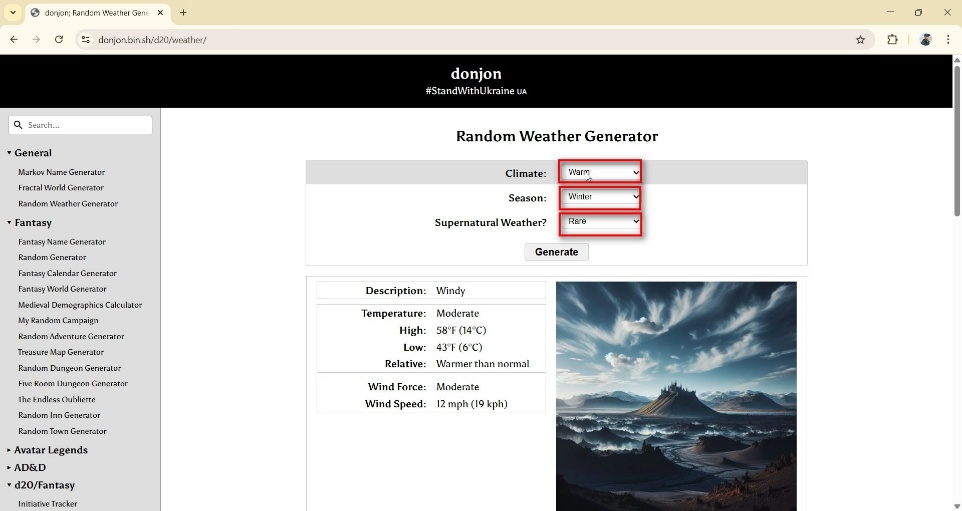 donjon; Random Weather Gene
donjon.bin.sh/d20/weather/
donjon
#StandWithUkraine UA
Search...
General
Markov Name Generator
Fractal World Generator
Random Weather Generator
Fantasy
Fantasy Name Generator
Random Generator
Fantasy Calendar Generator
Fantasy World Generator
Medieval Demographics Calculator
My Random Campaign
Random Adventure Generator
Treasure Map Generator
Random Dungeon Generator
Five Room Dungeon Generator
The Endless Oubliette
Random Inn Generator
Random Town Generator
Avatar Legends
AD&D
d20/Fantasy
Initiative Tracker
Random Weather Generator
Climate: Warm
Season: Winter
Supernatural Weather? Rare
Generate
Description: Windy
Temperature: Moderate
High: 58°F (14°C)
Low: 43°F (6°C)
Relative: Warmer than normal
Wind Force: Moderate
Wind Speed: 12 mph (19 kph)